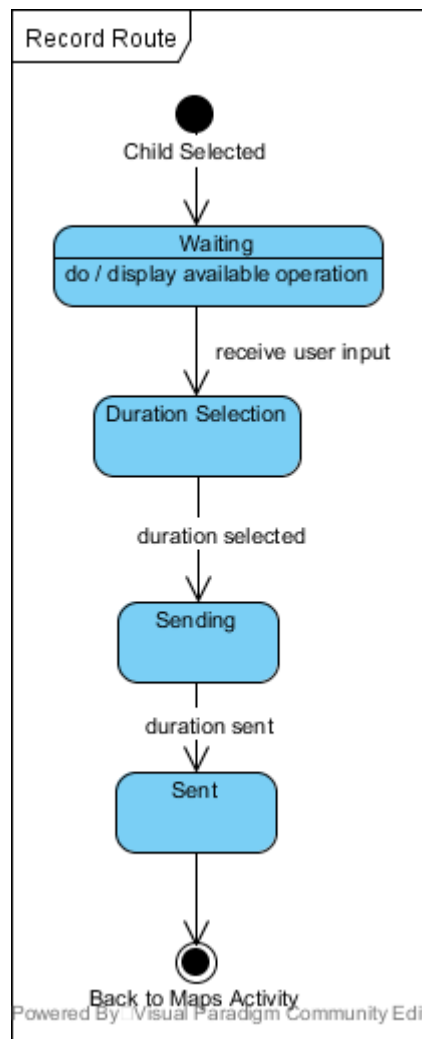 Record Route
Child Selected
Waiting
do / display available operation
receive user input
Duration Selection
duration selected
Sending
duration sent
Sent
Back to Maps Activity
Powered By Visual Paradigm Community Edi